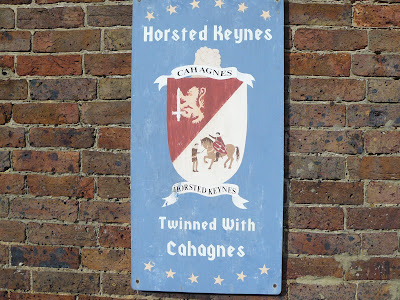 Horsted Keynes
CAHAGNES
HORSTED KEYNES
Twinned With
Cahagnes